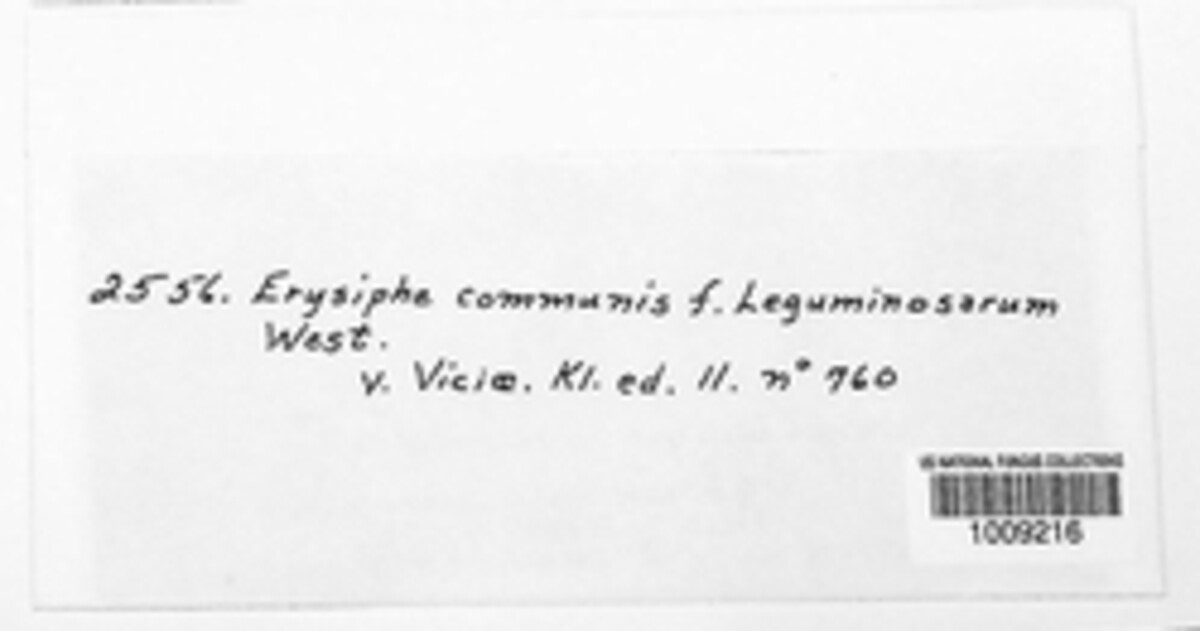 2556. Erysiphe communis f. Leguminosarum
West.
v. Viciæ. Kl. ed. II. n° 760
US NATIONAL FUNGUS COLLECTIONS
1009216